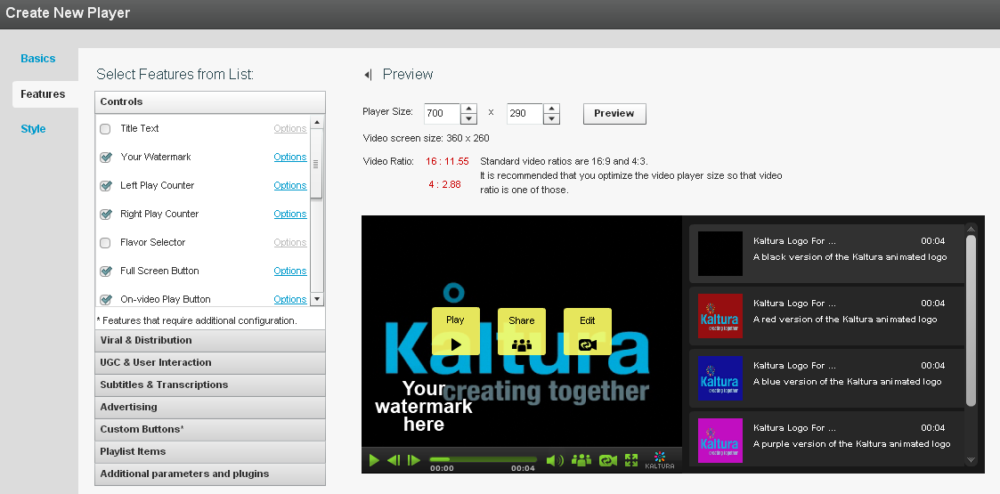 Create New Player
Basics
Features
Style
Select Features from List:
Controls
Title Text Options
Your Watermark Options
Left Play Counter Options
Right Play Counter Options
Flavor Selector Options
Full Screen Button Options
On-video Play Button Options
* Features that require additional configuration.
Viral & Distribution
UGC & User Interaction
Subtitles & Transcriptions
Advertising
Custom Buttons*
Playlist Items
Additional parameters and plugins
Preview
Player Size: 700 x 290 Preview
Video screen size: 360 x 260
Video Ratio: 16 : 11.55 Standard video ratios are 16:9 and 4:3.
It is recommended that you optimize the video player size so that video
4 : 2.88 ratio is one of those.
Play Share Edit
Kaltura
creating together
Your
watermark
here
00:00 00:04
KALTURA
Kaltura Logo For ... 00:04
A black version of the Kaltura animated logo
Kaltura
creating together
Kaltura Logo For ... 00:04
A red version of the Kaltura animated logo
Kaltura
creating together
Kaltura Logo For ... 00:04
A blue version of the Kaltura animated logo
Kaltura
creating together
Kaltura Logo For ... 00:04
A purple version of the Kaltura animated logo